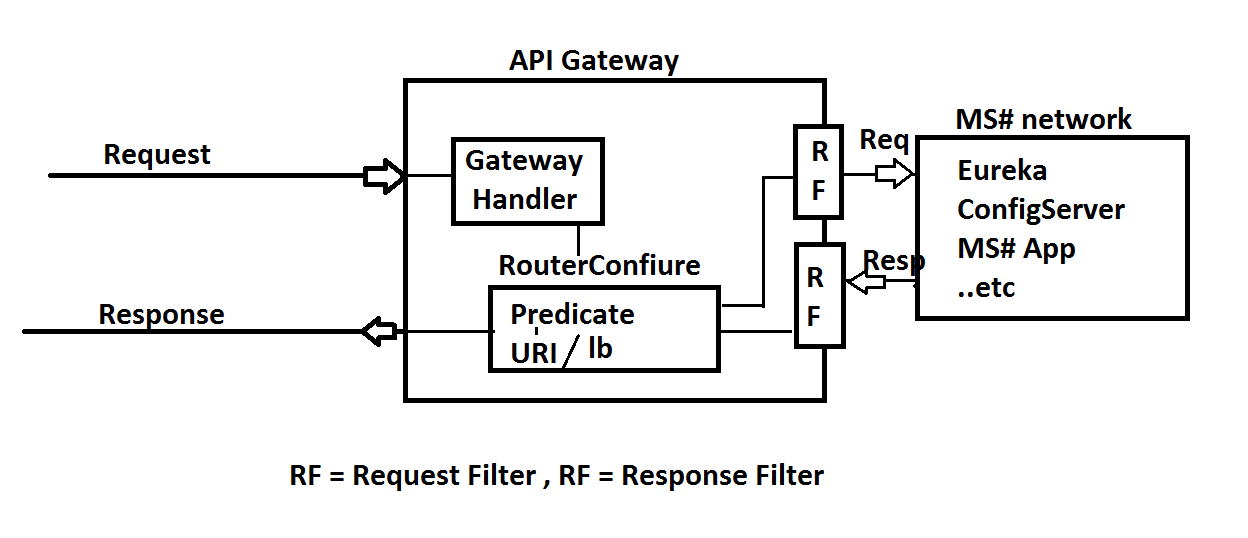 API Gateway
MS# network
Request
Gateway
Handler
R
F
Req
Eureka
ConfigServer
MS# App
..etc
RouterConfiure
Resp
R
F
Response
Predicate
URI / lb
RF = Request Filter , RF = Response Filter